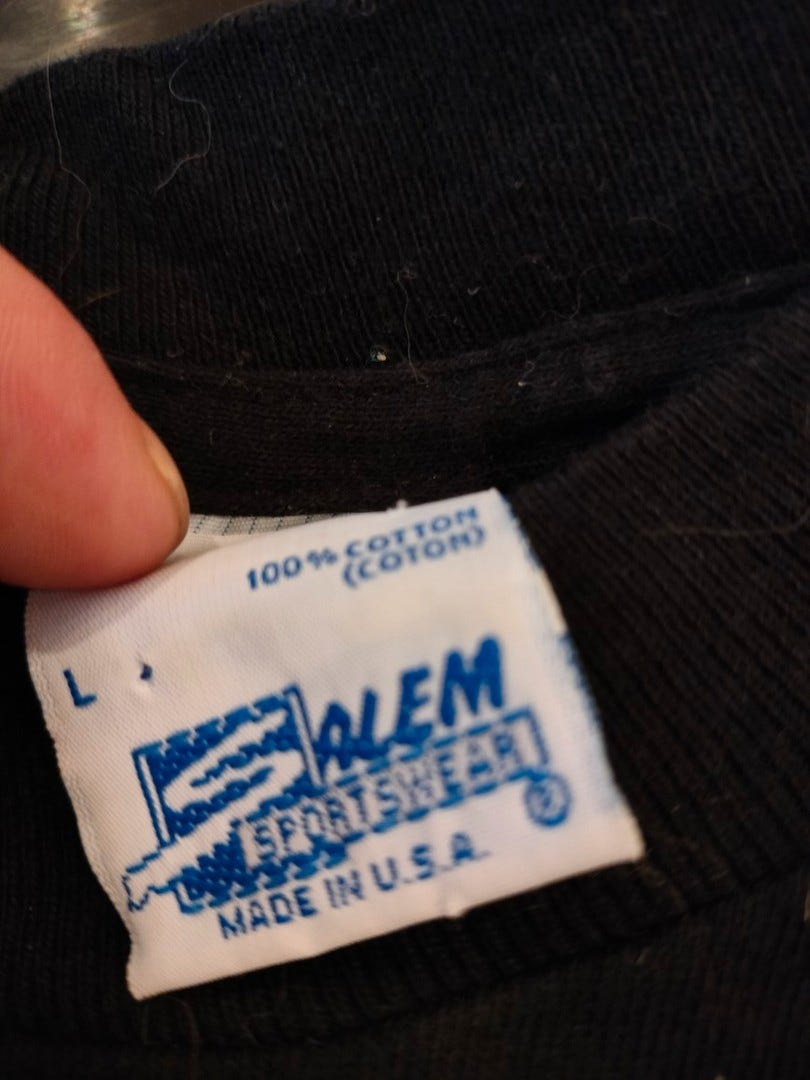 100% COTTON
(COTON)
L
SALEM
SPORTSWEAR
®
MADE IN U.S.A.